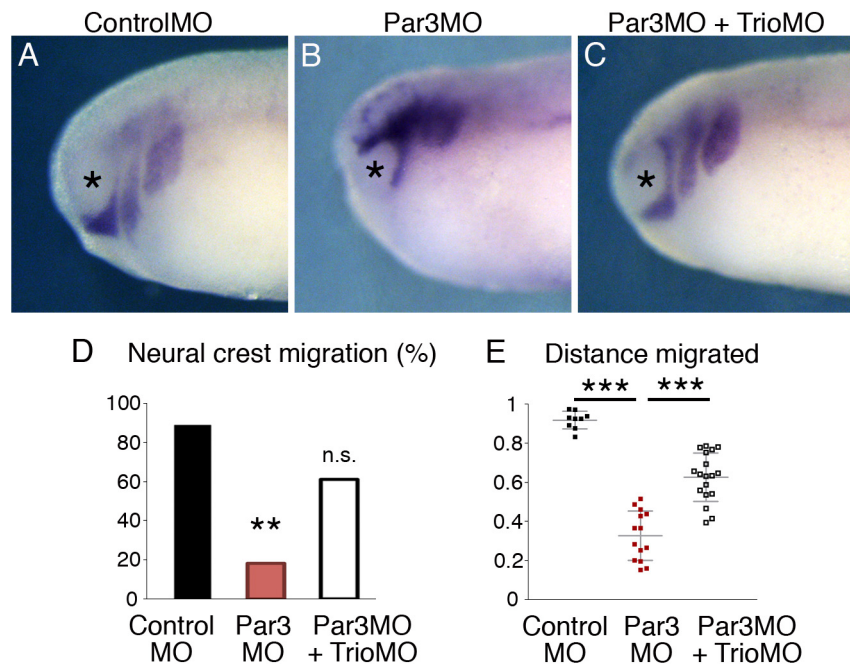 ControlMO Par3MO Par3MO + TrioMO
A B C
* * *
D Neural crest migration (%)
100
80
60
40
20
0
**
n.s.
Control MO
Par3 MO
Par3MO + TrioMO
E Distance migrated
*** ***
1
0.8
0.6
0.4
0.2
0
Control MO
Par3 MO
Par3MO + TrioMO